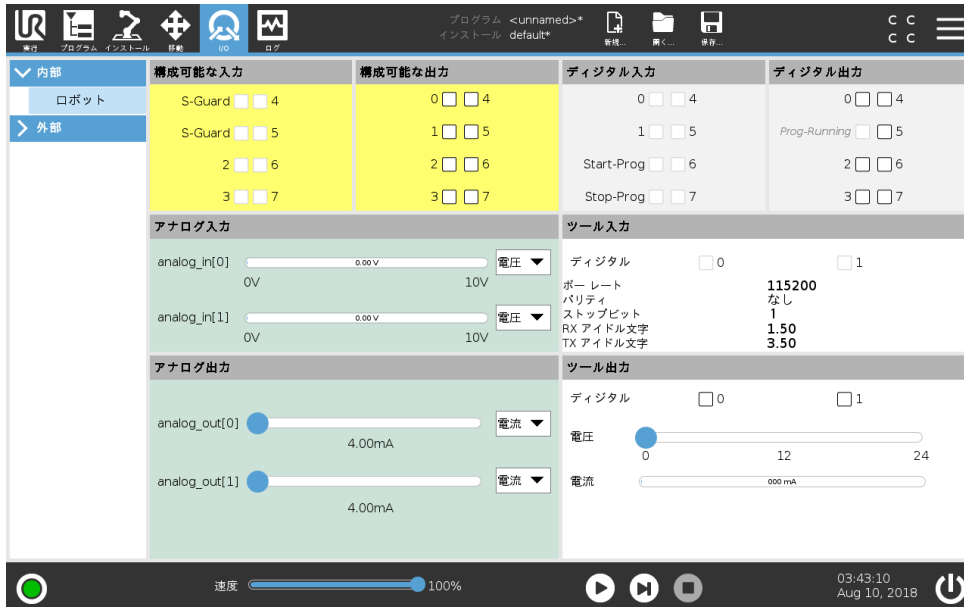 UR
実行
プログラム
インストール
移動
I/O
ログ
プログラム <unnamed>*
インストール default*
新規...
開く...
保存...
C C
C C
内部
ロボット
外部
構成可能な入力
S-Guard 4
S-Guard 5
2 6
3 7
構成可能な出力
0 4
1 5
2 6
3 7
ディジタル入力
0 4
1 5
Start-Prog 6
Stop-Prog 7
ディジタル出力
0 4
Prog-Running 5
2 6
3 7
アナログ入力
analog_in[0] 0.00 V 電圧
0V 10V
analog_in[1] 0.00 V 電圧
0V 10V
ツール入力
ディジタル 0 1
ボー レート 115200
パリティ なし
ストップビット 1
RX アイドル文字 1.50
TX アイドル文字 3.50
アナログ出力
analog_out[0] 電流
4.00mA
analog_out[1] 電流
4.00mA
ツール出力
ディジタル 0 1
電圧
0 12 24
電流 000 mA
速度 100%
03:43:10
Aug 10, 2018